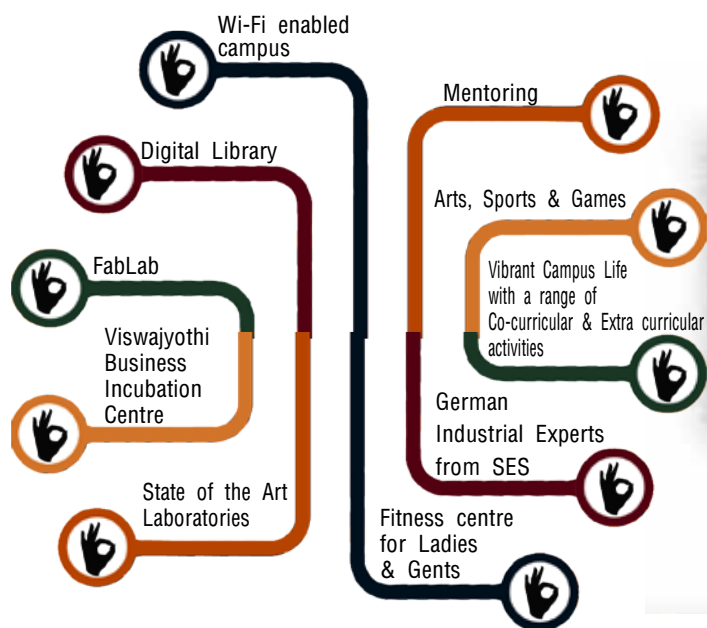 Wi-Fi enabled
campus
Digital Library
FabLab
Viswajyothi
Business
Incubation
Centre
State of the Art
Laboratories
Mentoring
Arts, Sports & Games
Vibrant Campus Life
with a range of
Co-curricular & Extra curricular
activities
German
Industrial Experts
from SES
Fitness centre
for Ladies
& Gents